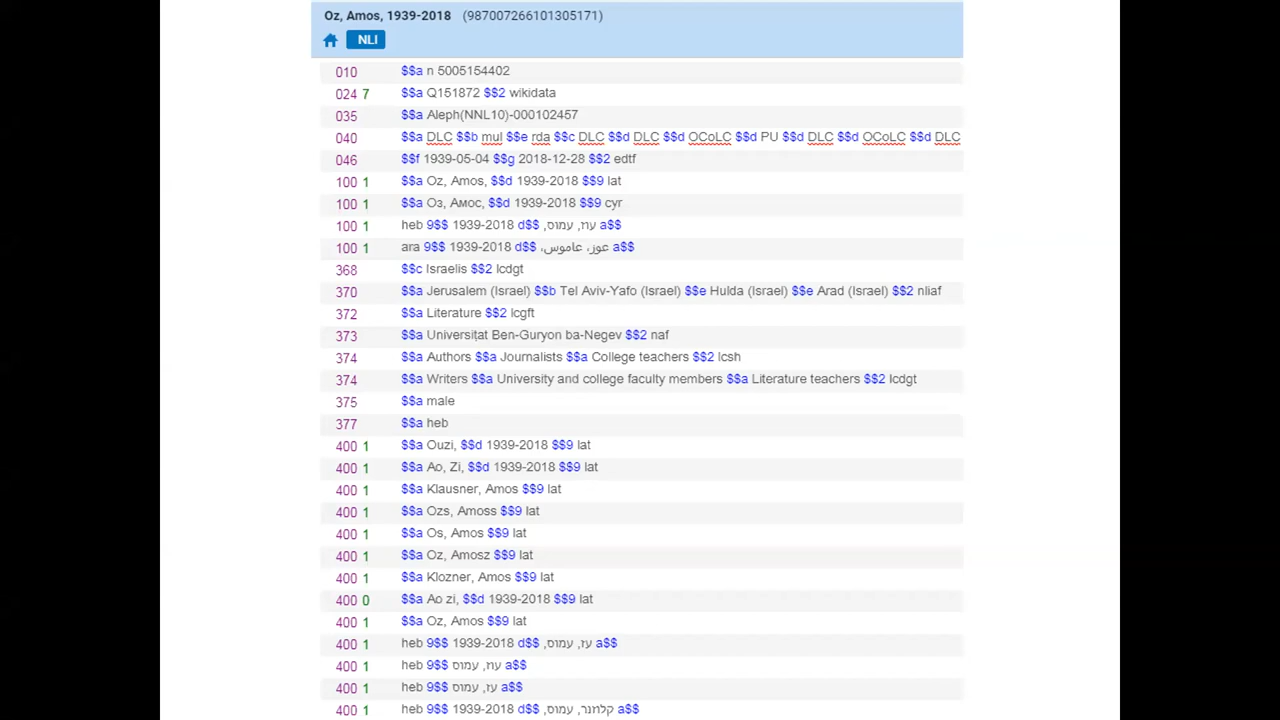 Oz, Amos, 1939-2018 (987007266101305171)
NLI
010 $$a n 5005154402
024 7 $$a Q151872 $$2 wikidata
035 $$a Aleph(NNL10)-000102457
040 $$a DLC $$b mul $$e rda $$c DLC $$d DLC $$d OCoLC $$d PU $$d DLC $$d OCoLC $$d DLC
046 $$f 1939-05-04 $$g 2018-12-28 $$2 edtf
100 1 $$a Oz, Amos, $$d 1939-2018 $$9 lat
100 1 $$a Оз, Амос, $$d 1939-2018 $$9 cyr
100 1 $$a עוז, עמוס, $$d 1939-2018 $$9 heb
100 1 $$a عوز، عاموس، $$d 1939-2018 $$9 ara
368 $$c Israelis $$2 lcdgt
370 $$a Jerusalem (Israel) $$b Tel Aviv-Yafo (Israel) $$e Hulda (Israel) $$e Arad (Israel) $$2 nliaf
372 $$a Literature $$2 lcgft
373 $$a Universiṭat Ben-Guryon ba-Negev $$2 naf
374 $$a Authors $$a Journalists $$a College teachers $$2 lcsh
374 $$a Writers $$a University and college faculty members $$a Literature teachers $$2 lcdgt
375 $$a male
377 $$a heb
400 1 $$a Ouzi, $$d 1939-2018 $$9 lat
400 1 $$a Ao, Zi, $$d 1939-2018 $$9 lat
400 1 $$a Klausner, Amos $$9 lat
400 1 $$a Ozs, Amoss $$9 lat
400 1 $$a Os, Amos $$9 lat
400 1 $$a Oz, Amosz $$9 lat
400 1 $$a Klozner, Amos $$9 lat
400 0 $$a Ao zi, $$d 1939-2018 $$9 lat
400 1 $$a Oz, Amos $$9 lat
400 1 $$a עז, עמוס, $$d 1939-2018 $$9 heb
400 1 $$a עוז, עמוס $$9 heb
400 1 $$a עז, עמוס $$9 heb
400 1 $$a קלוזנר, עמוס, $$d 1939-2018 $$9 heb